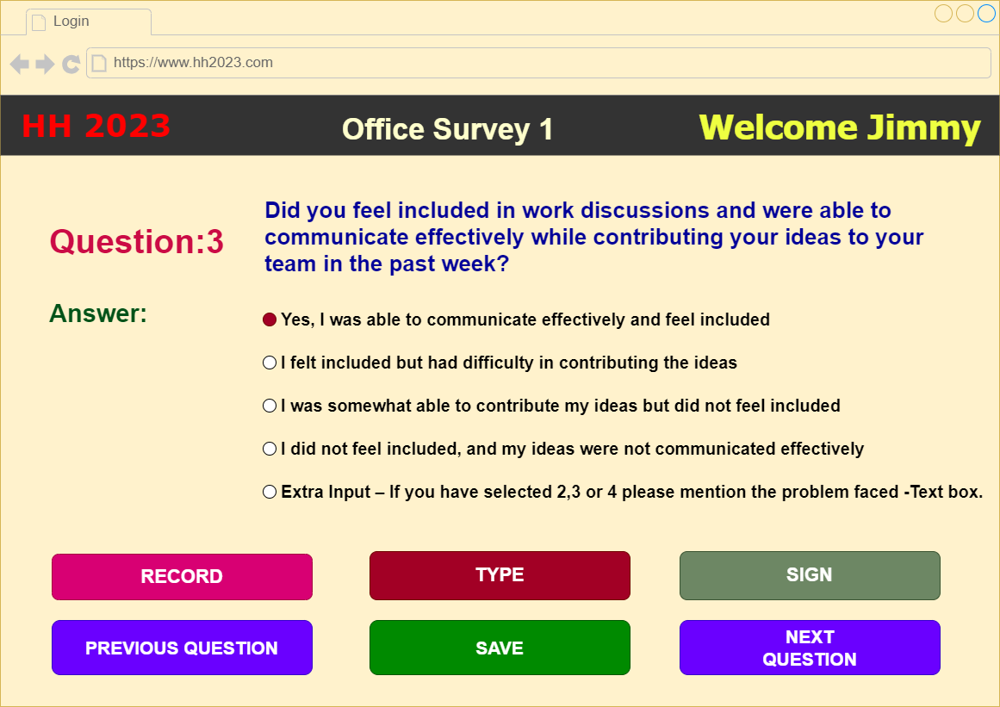 Login
https://www.hh2023.com
HH 2023
Office Survey 1
Welcome Jimmy
Question:3
Did you feel included in work discussions and were able to
communicate effectively while contributing your ideas to your
team in the past week?
Answer:
Yes, I was able to communicate effectively and feel included
I felt included but had difficulty in contributing the ideas
I was somewhat able to contribute my ideas but did not feel included
I did not feel included, and my ideas were not communicated effectively
Extra Input – If you have selected 2,3 or 4 please mention the problem faced -Text box.
RECORD
TYPE
SIGN
PREVIOUS QUESTION
SAVE
NEXT
QUESTION